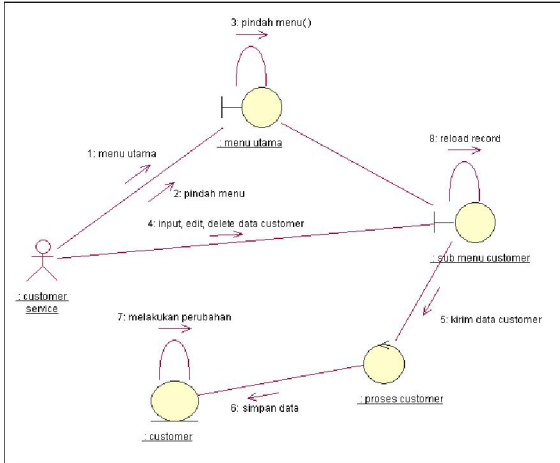 3: pindah menu()
: menu utama
1: menu utama
2: pindah menu
8: reload record
4: input, edit, delete data customer
: sub menu customer
: customer
service
7: melakukan perubahan
5: kirim data customer
: proses customer
6: simpan data
: customer